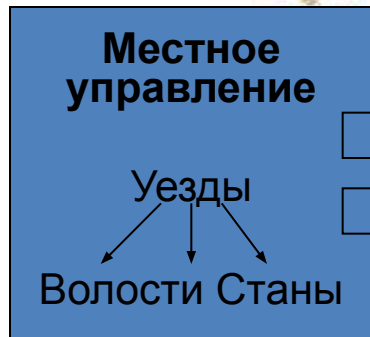 Местное
управление
Уезды
Волости Станы